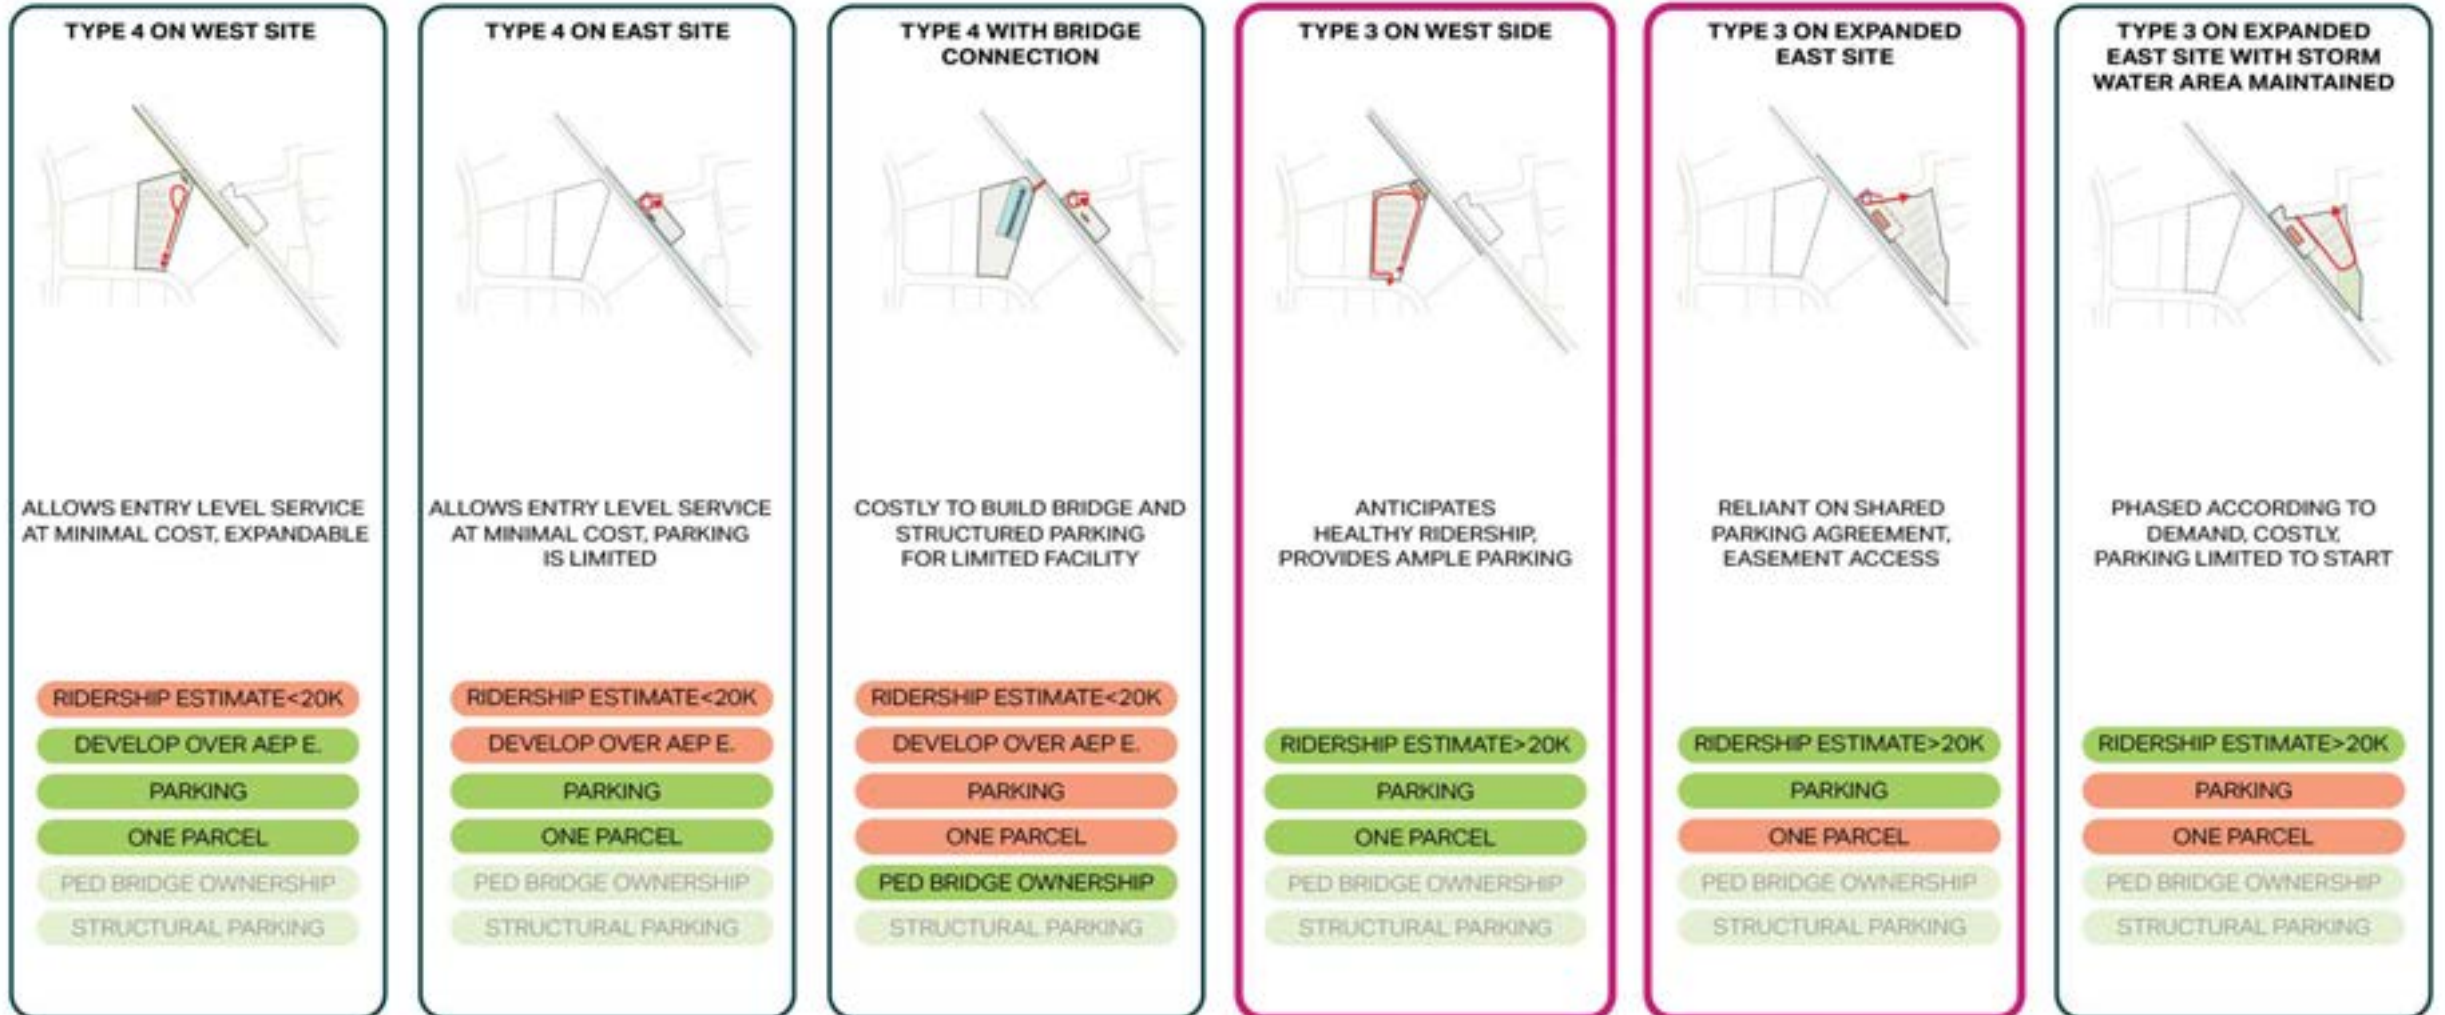 TYPE 4 ON WEST SITE
ALLOWS ENTRY LEVEL SERVICE
AT MINIMAL COST, EXPANDABLE
RIDERSHIP ESTIMATE<20K
DEVELOP OVER AEP E.
PARKING
ONE PARCEL
PED BRIDGE OWNERSHIP
STRUCTURAL PARKING
TYPE 4 ON EAST SITE
ALLOWS ENTRY LEVEL SERVICE
AT MINIMAL COST, PARKING
IS LIMITED
RIDERSHIP ESTIMATE<20K
DEVELOP OVER AEP E.
PARKING
ONE PARCEL
PED BRIDGE OWNERSHIP
STRUCTURAL PARKING
TYPE 4 WITH BRIDGE
CONNECTION
COSTLY TO BUILD BRIDGE AND
STRUCTURED PARKING
FOR LIMITED FACILITY
RIDERSHIP ESTIMATE<20K
DEVELOP OVER AEP E.
PARKING
ONE PARCEL
PED BRIDGE OWNERSHIP
STRUCTURAL PARKING
TYPE 3 ON WEST SIDE
ANTICIPATES
HEALTHY RIDERSHIP,
PROVIDES AMPLE PARKING
RIDERSHIP ESTIMATE>20K
PARKING
ONE PARCEL
PED BRIDGE OWNERSHIP
STRUCTURAL PARKING
TYPE 3 ON EXPANDED
EAST SITE
RELIANT ON SHARED
PARKING AGREEMENT,
EASEMENT ACCESS
RIDERSHIP ESTIMATE>20K
PARKING
ONE PARCEL
PED BRIDGE OWNERSHIP
STRUCTURAL PARKING
TYPE 3 ON EXPANDED
EAST SITE WITH STORM
WATER AREA MAINTAINED
PHASED ACCORDING TO
DEMAND, COSTLY,
PARKING LIMITED TO START
RIDERSHIP ESTIMATE>20K
PARKING
ONE PARCEL
PED BRIDGE OWNERSHIP
STRUCTURAL PARKING